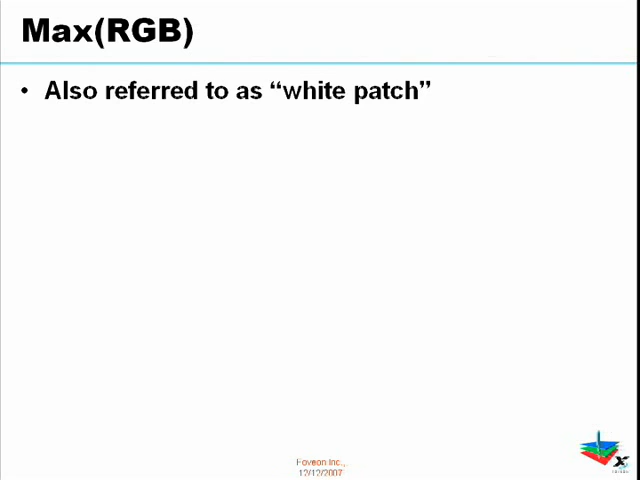 Max(RGB)
• Also referred to as “white patch”
Foveon Inc.,
12/12/2007